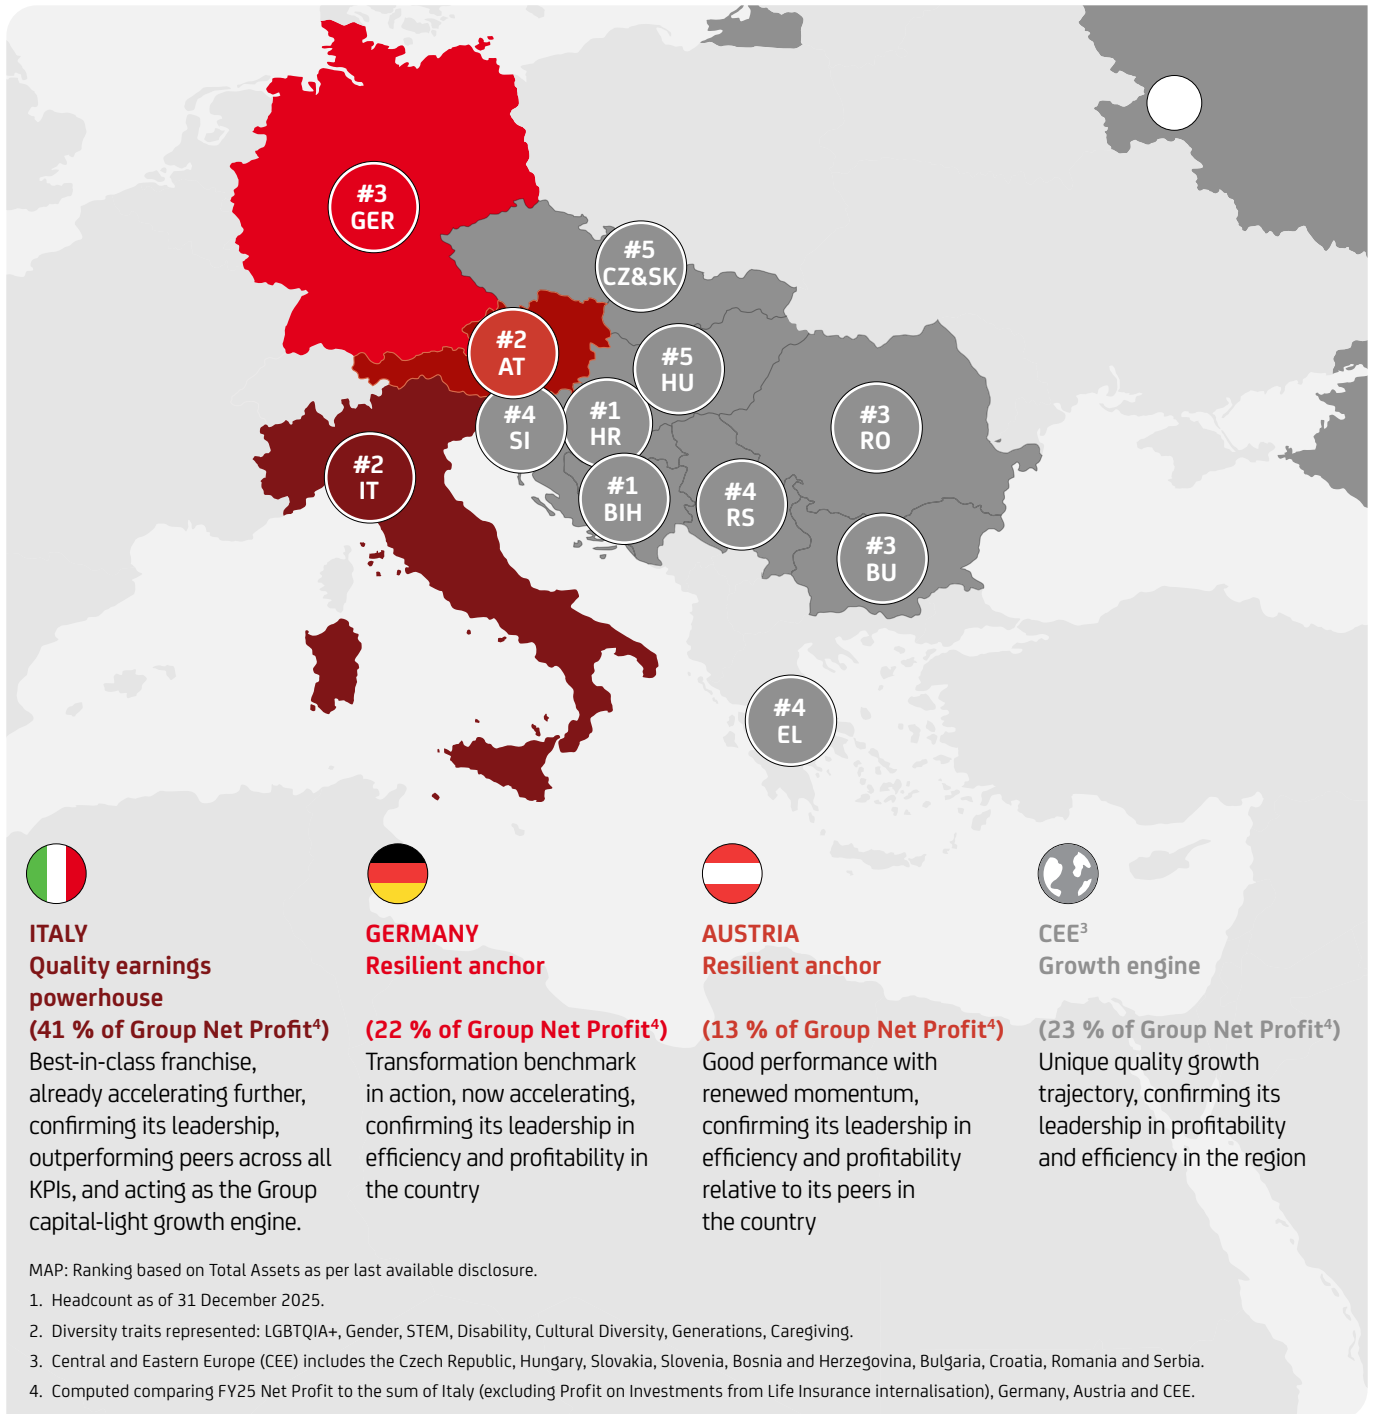 #3
GER
#5
CZ&SK
#2
AT
#5
HU
#4
SI
#1
HR
#3
RO
#2
IT
#1
BIH
#4
RS
#3
BU
#4
EL
ITALY
Quality earnings
powerhouse
(41 % of Group Net Profit⁴)
Best-in-class franchise,
already accelerating further,
confirming its leadership,
outperforming peers across all
KPIs, and acting as the Group
capital-light growth engine.
GERMANY
Resilient anchor
(22 % of Group Net Profit⁴)
Transformation benchmark
in action, now accelerating,
confirming its leadership in
efficiency and profitability in
the country
AUSTRIA
Resilient anchor
(13 % of Group Net Profit⁴)
Good performance with
renewed momentum,
confirming its leadership in
efficiency and profitability
relative to its peers in
the country
CEE³
Growth engine
(23 % of Group Net Profit⁴)
Unique quality growth
trajectory, confirming its
leadership in profitability
and efficiency in the region
MAP: Ranking based on Total Assets as per last available disclosure.
1. Headcount as of 31 December 2025.
2. Diversity traits represented: LGBTQIA+, Gender, STEM, Disability, Cultural Diversity, Generations, Caregiving.
3. Central and Eastern Europe (CEE) includes the Czech Republic, Hungary, Slovakia, Slovenia, Bosnia and Herzegovina, Bulgaria, Croatia, Romania and Serbia.
4. Computed comparing FY25 Net Profit to the sum of Italy (excluding Profit on Investments from Life Insurance internalisation), Germany, Austria and CEE.